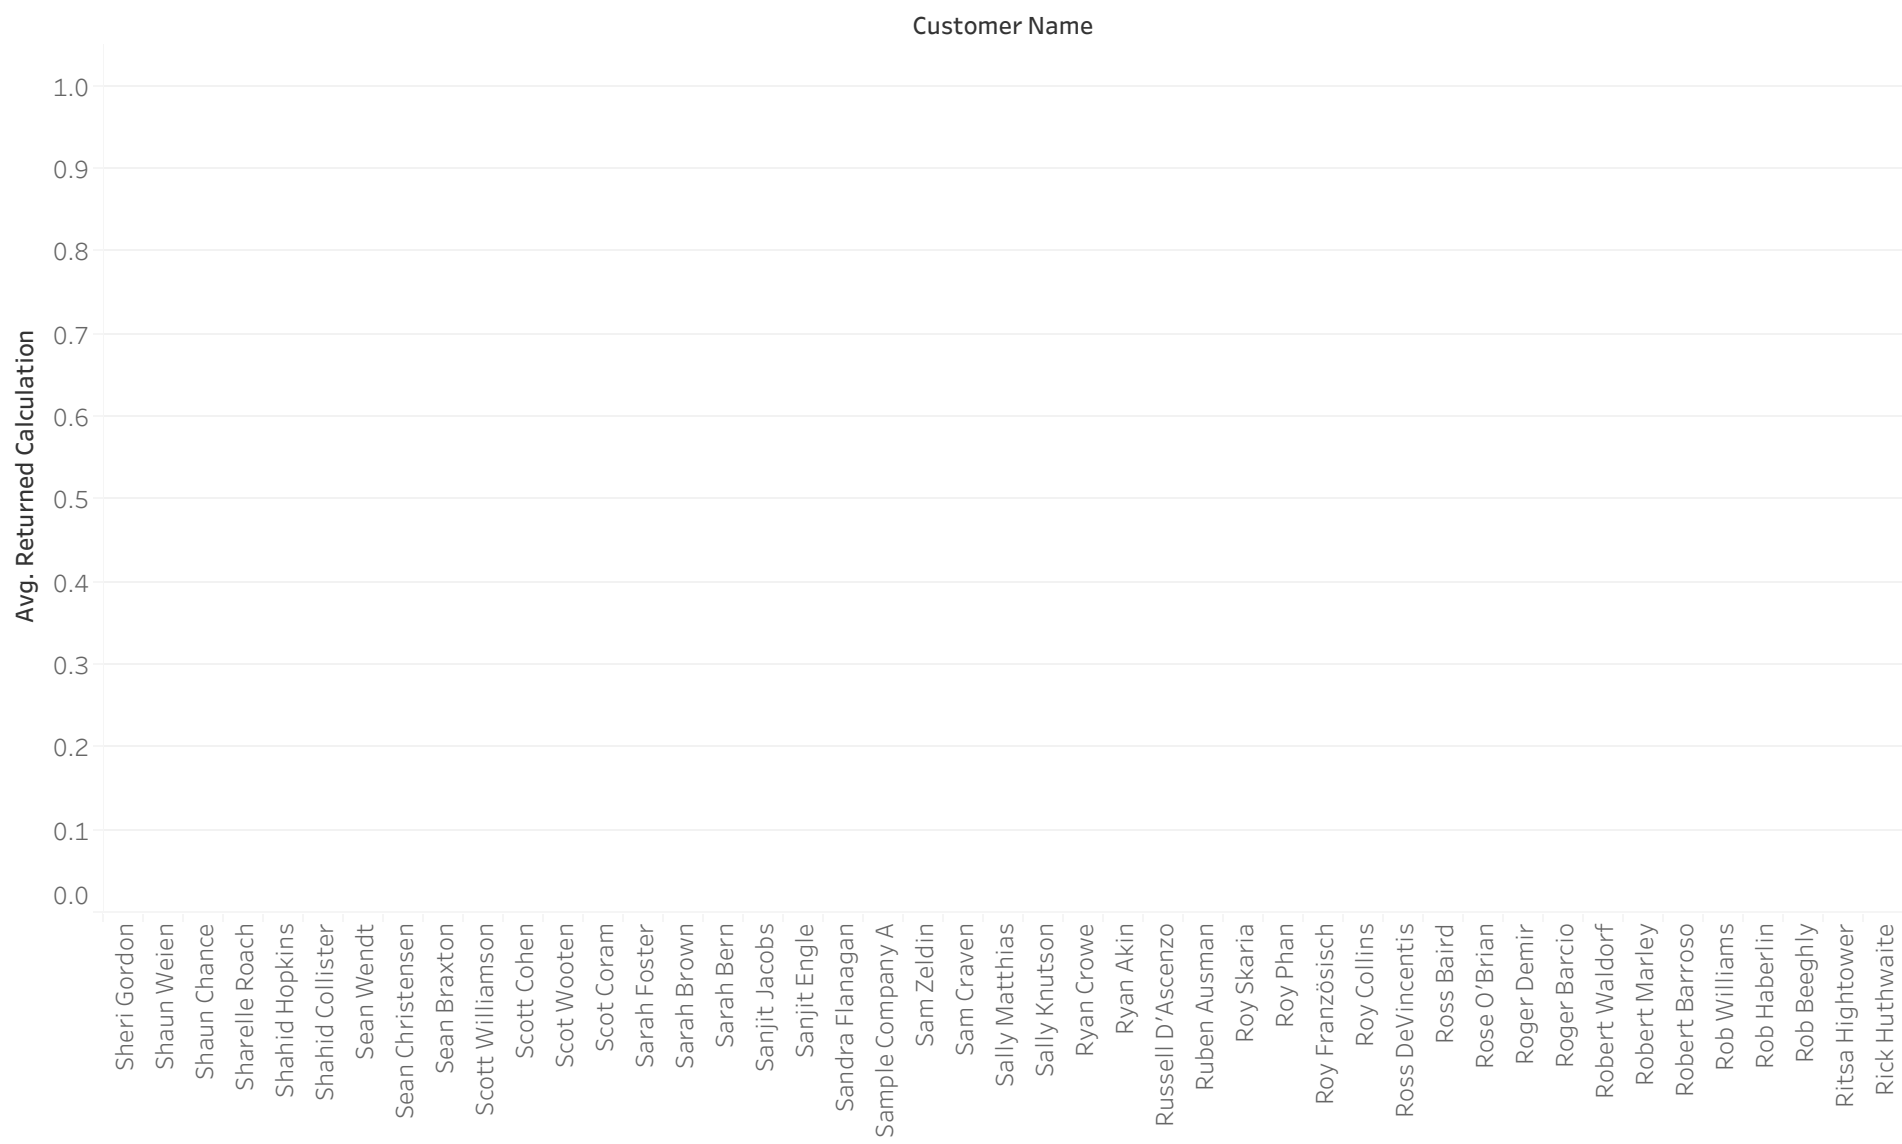 Customer Name
Avg. Returned Calculation
1.0
0.9
0.8
0.7
0.6
0.5
0.4
0.3
0.2
0.1
0.0
Sheri Gordon
Shaun Weien
Shaun Chance
Sharelle Roach
Shahid Hopkins
Shahid Collister
Sean Wendt
Sean Christensen
Sean Braxton
Scott Williamson
Scott Cohen
Scot Wooten
Scot Coram
Sarah Foster
Sarah Brown
Sarah Bern
Sanjit Jacobs
Sanjit Engle
Sandra Flanagan
Sample Company A
Sam Zeldin
Sam Craven
Sally Matthias
Sally Knutson
Ryan Crowe
Ryan Akin
Russell D’Ascenzo
Ruben Ausman
Roy Skaria
Roy Phan
Roy Französisch
Roy Collins
Ross DeVincentis
Ross Baird
Rose O’Brian
Roger Demir
Roger Barcio
Robert Waldorf
Robert Marley
Robert Barroso
Rob Williams
Rob Haberlin
Rob Beeghly
Ritsa Hightower
Rick Huthwaite